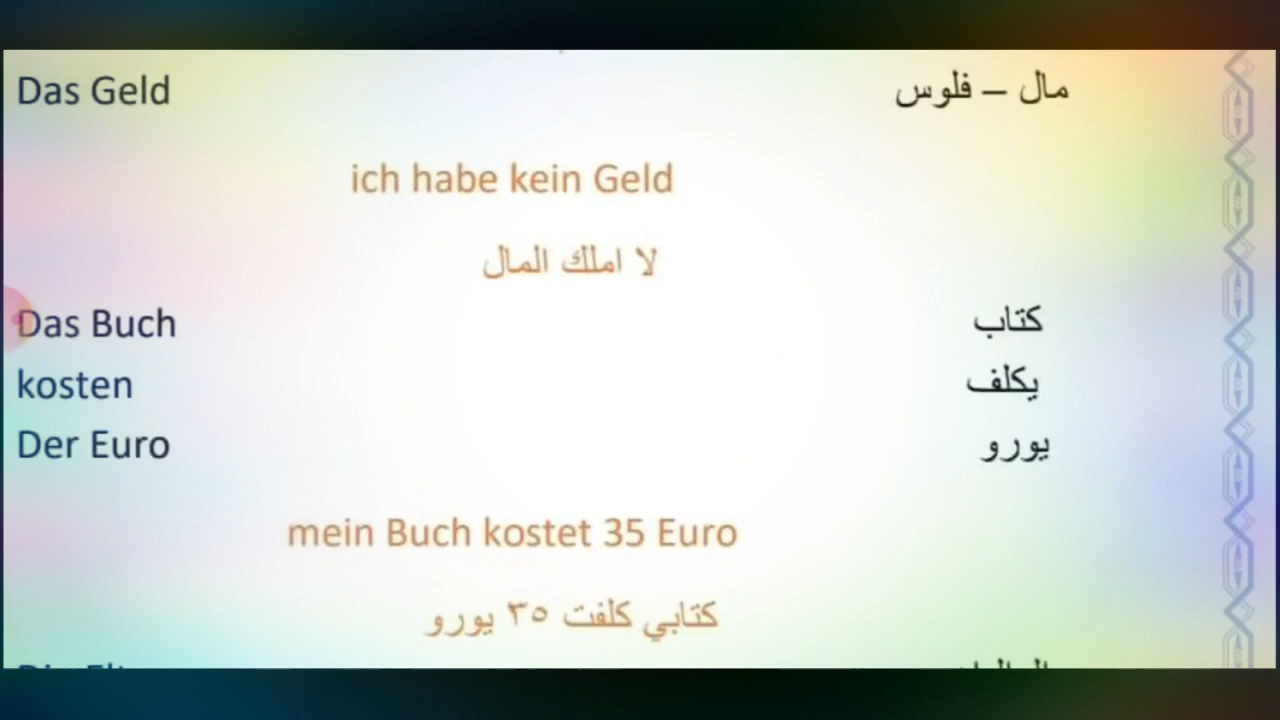 Das Geld مال – فلوس
ich habe kein Geld
لا املك المال
Das Buch كتاب
kosten يكلف
Der Euro يورو
mein Buch kostet 35 Euro
كتابي كلفت ٣٥ يورو